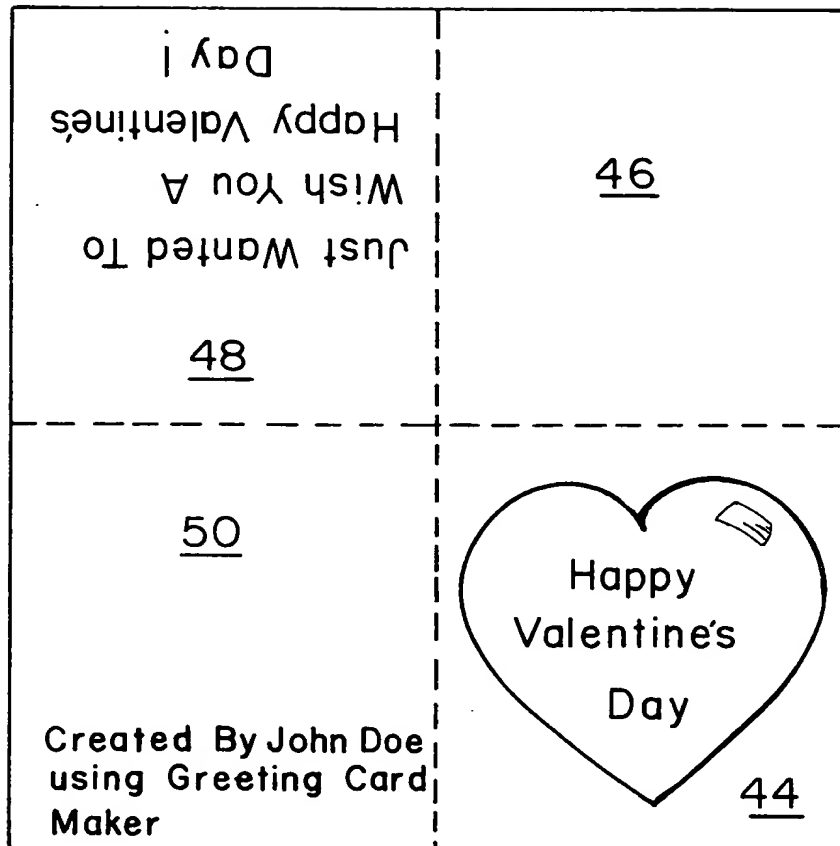 Just Wanted To
Wish You A
Happy Valentine's
Day !
48
46
50
Created By John Doe
using Greeting Card
Maker
Happy
Valentine's
Day
44